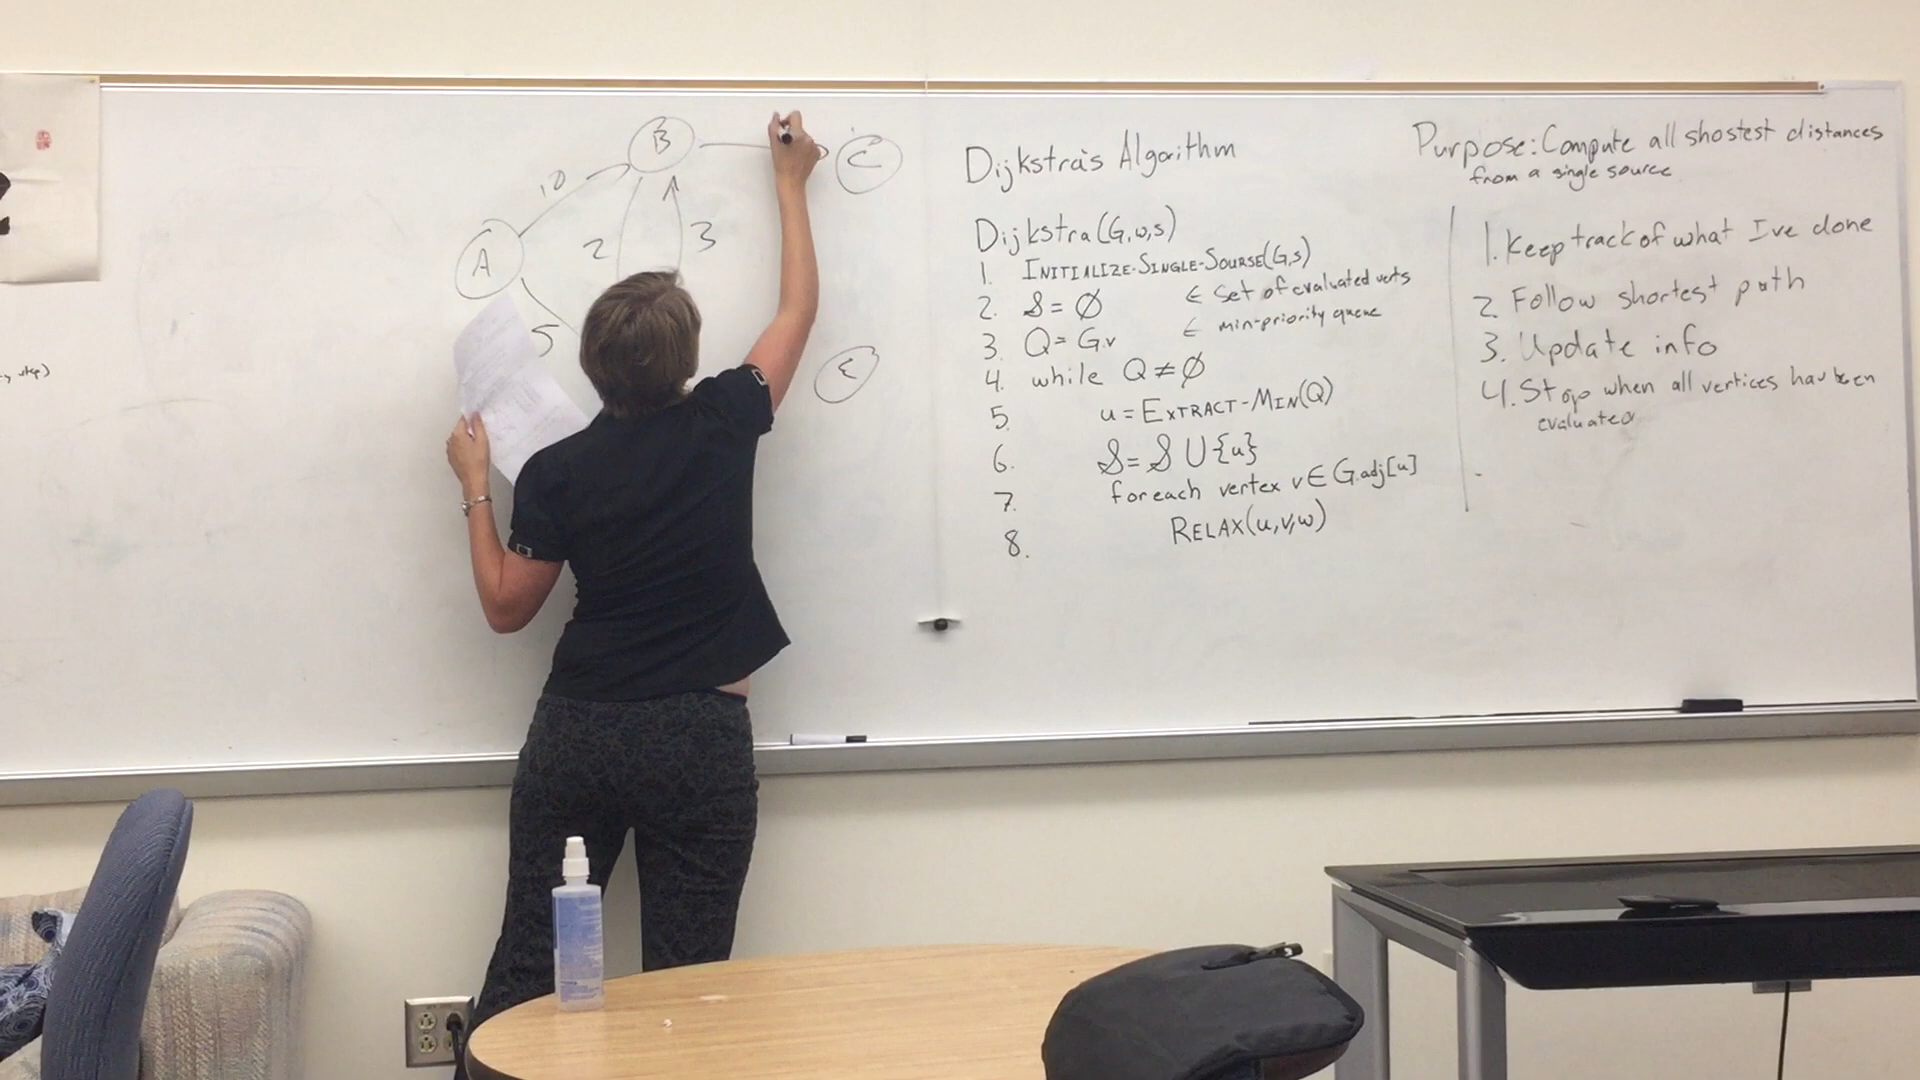 B
C
10
A
2
3
5
E
step)
Dijkstra's Algorithm
Dijkstra(G,w,s)
1. INITIALIZE-SINGLE-SOURSE(G,s)
2. S = ∅ ← Set of evaluated verts
3. Q = G.v ← min-priority queue
4. while Q ≠ ∅
5. u = EXTRACT-MIN(Q)
6. S = S ∪ {u}
7. for each vertex v ∈ G.adj[u]
8. RELAX(u,v,w)
Purpose: Compute all shostest distances
from a single source
1. Keep track of what I've done
2. Follow shortest path
3. Update info
4. Stop when all vertices have been
evaluated